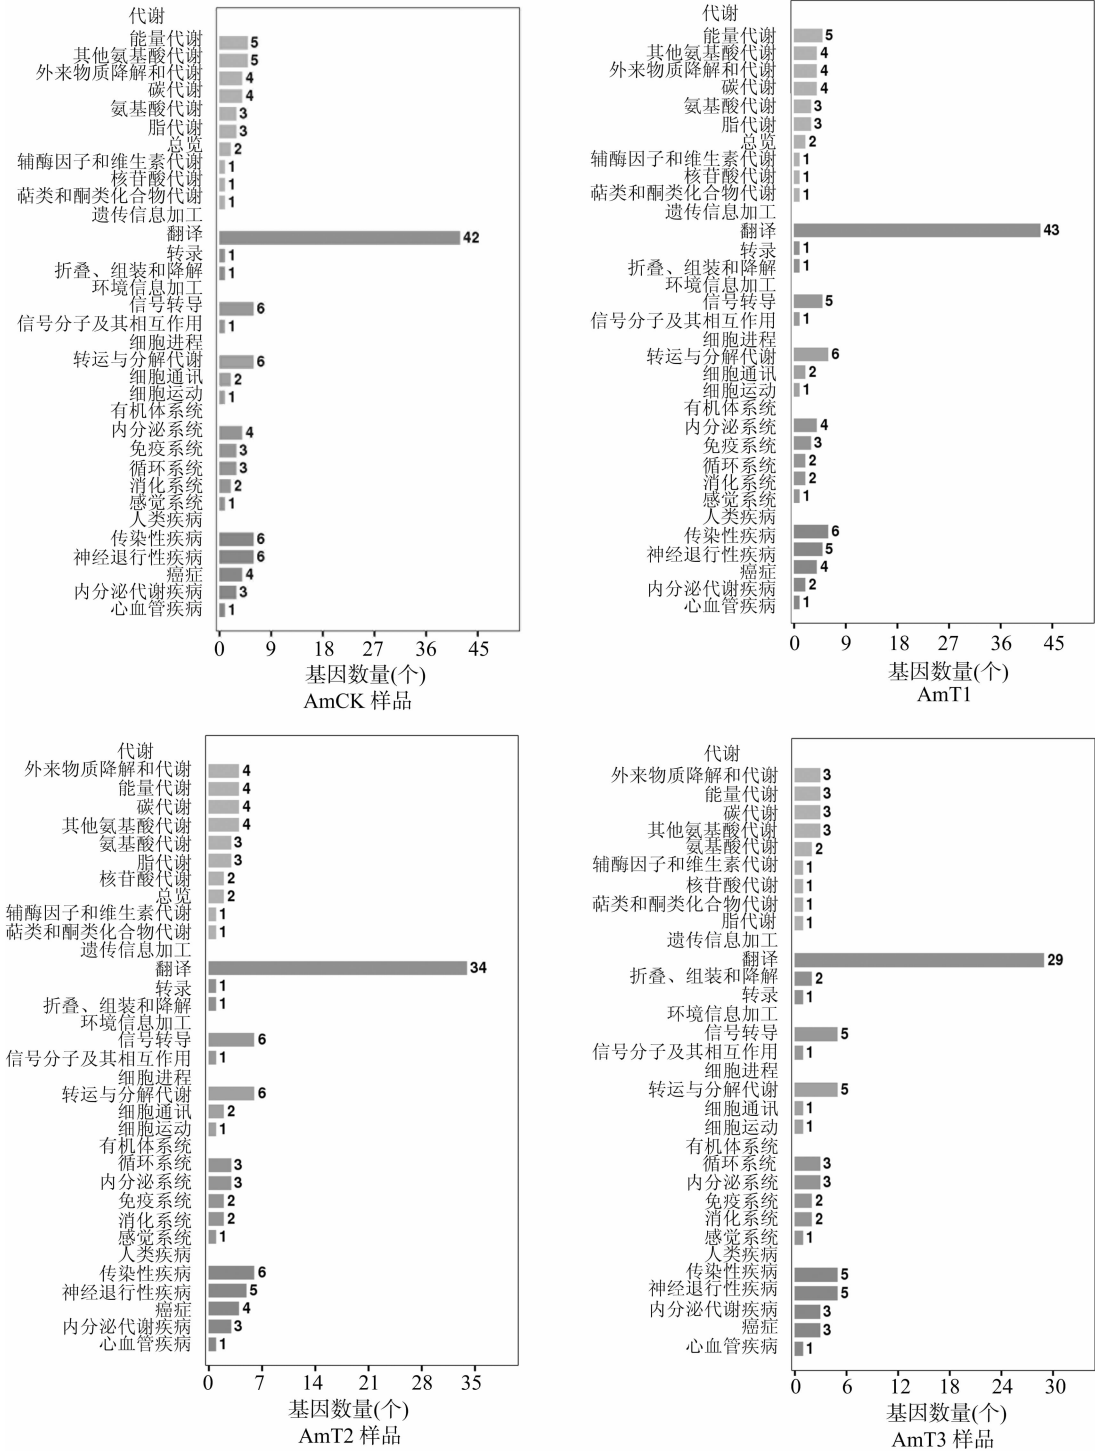 代谢
能量代谢 5
其他氨基酸代谢 5
外来物质降解和代谢 4
碳代谢 4
氨基酸代谢 3
脂代谢 3
总览 2
辅酶因子和维生素代谢 1
核苷酸代谢 1
萜类和酮类化合物代谢 1
遗传信息加工
翻译 42
转录 1
折叠、组装和降解 1
环境信息加工
信号转导 6
信号分子及其相互作用 1
细胞进程
转运与分解代谢 6
细胞通讯 2
细胞运动 1
有机体系统
内分泌系统 4
免疫系统 3
循环系统 3
消化系统 2
感觉系统 1
人类疾病
传染性疾病 6
神经退行性疾病 6
癌症 4
内分泌代谢疾病 3
心血管疾病 1
0 9 18 27 36 45
基因数量(个)
AmCK 样品
代谢
能量代谢 5
其他氨基酸代谢 4
外来物质降解和代谢 4
碳代谢 4
氨基酸代谢 3
脂代谢 3
总览 2
辅酶因子和维生素代谢 1
核苷酸代谢 1
萜类和酮类化合物代谢 1
遗传信息加工
翻译 43
转录 1
折叠、组装和降解 1
环境信息加工
信号转导 5
信号分子及其相互作用 1
细胞进程
转运与分解代谢 6
细胞通讯 2
细胞运动 1
有机体系统
内分泌系统 4
免疫系统 3
循环系统 2
消化系统 2
感觉系统 1
人类疾病
传染性疾病 6
神经退行性疾病 5
癌症 4
内分泌代谢疾病 2
心血管疾病 1
0 9 18 27 36 45
基因数量(个)
AmT1
代谢
外来物质降解和代谢 4
能量代谢 4
碳代谢 4
其他氨基酸代谢 4
氨基酸代谢 3
脂代谢 3
核苷酸代谢 2
总览 2
辅酶因子和维生素代谢 1
萜类和酮类化合物代谢 1
遗传信息加工
翻译 34
转录 1
折叠、组装和降解 1
环境信息加工
信号转导 6
信号分子及其相互作用 1
细胞进程
转运与分解代谢 6
细胞通讯 2
细胞运动 1
有机体系统
循环系统 3
内分泌系统 3
免疫系统 2
消化系统 2
感觉系统 1
人类疾病
传染性疾病 6
神经退行性疾病 5
癌症 4
内分泌代谢疾病 3
心血管疾病 1
0 7 14 21 28 35
基因数量(个)
AmT2 样品
代谢
外来物质降解和代谢 3
能量代谢 3
碳代谢 3
其他氨基酸代谢 3
氨基酸代谢 2
辅酶因子和维生素代谢 1
核苷酸代谢 1
萜类和酮类化合物代谢 1
脂代谢 1
遗传信息加工
翻译 29
折叠、组装和降解 2
转录 1
环境信息加工
信号转导 5
信号分子及其相互作用 1
细胞进程
转运与分解代谢 5
细胞通讯 1
细胞运动 1
有机体系统
循环系统 3
内分泌系统 3
免疫系统 2
消化系统 2
感觉系统 1
人类疾病
传染性疾病 5
神经退行性疾病 5
内分泌代谢疾病 3
癌症 3
心血管疾病 1
0 6 12 18 24 30
基因数量(个)
AmT3 样品